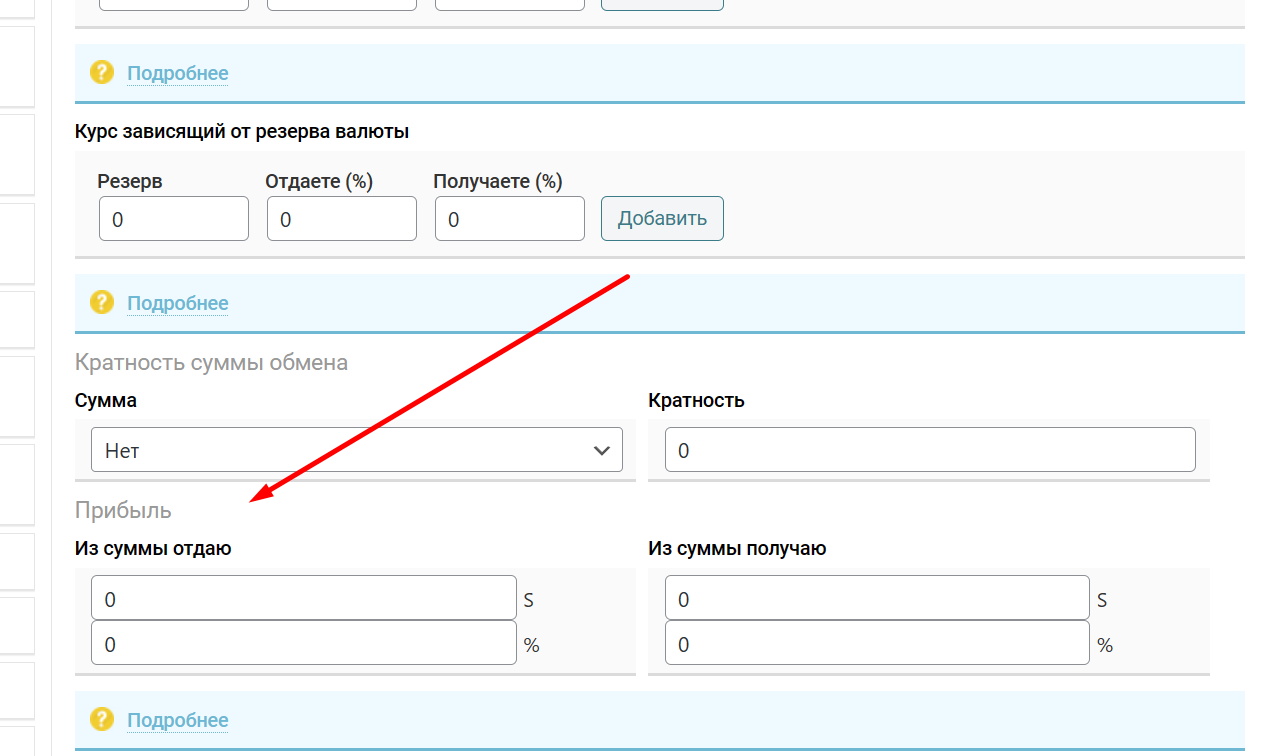 ? Подробнее
Курс зависящий от резерва валюты
Резерв Отдаете (%) Получаете (%)
0 0 0 Добавить
? Подробнее
Кратность суммы обмена
Сумма Кратность
Нет 0
Прибыль
Из суммы отдаю Из суммы получаю
0 S 0 S
0 % 0 %
? Подробнее